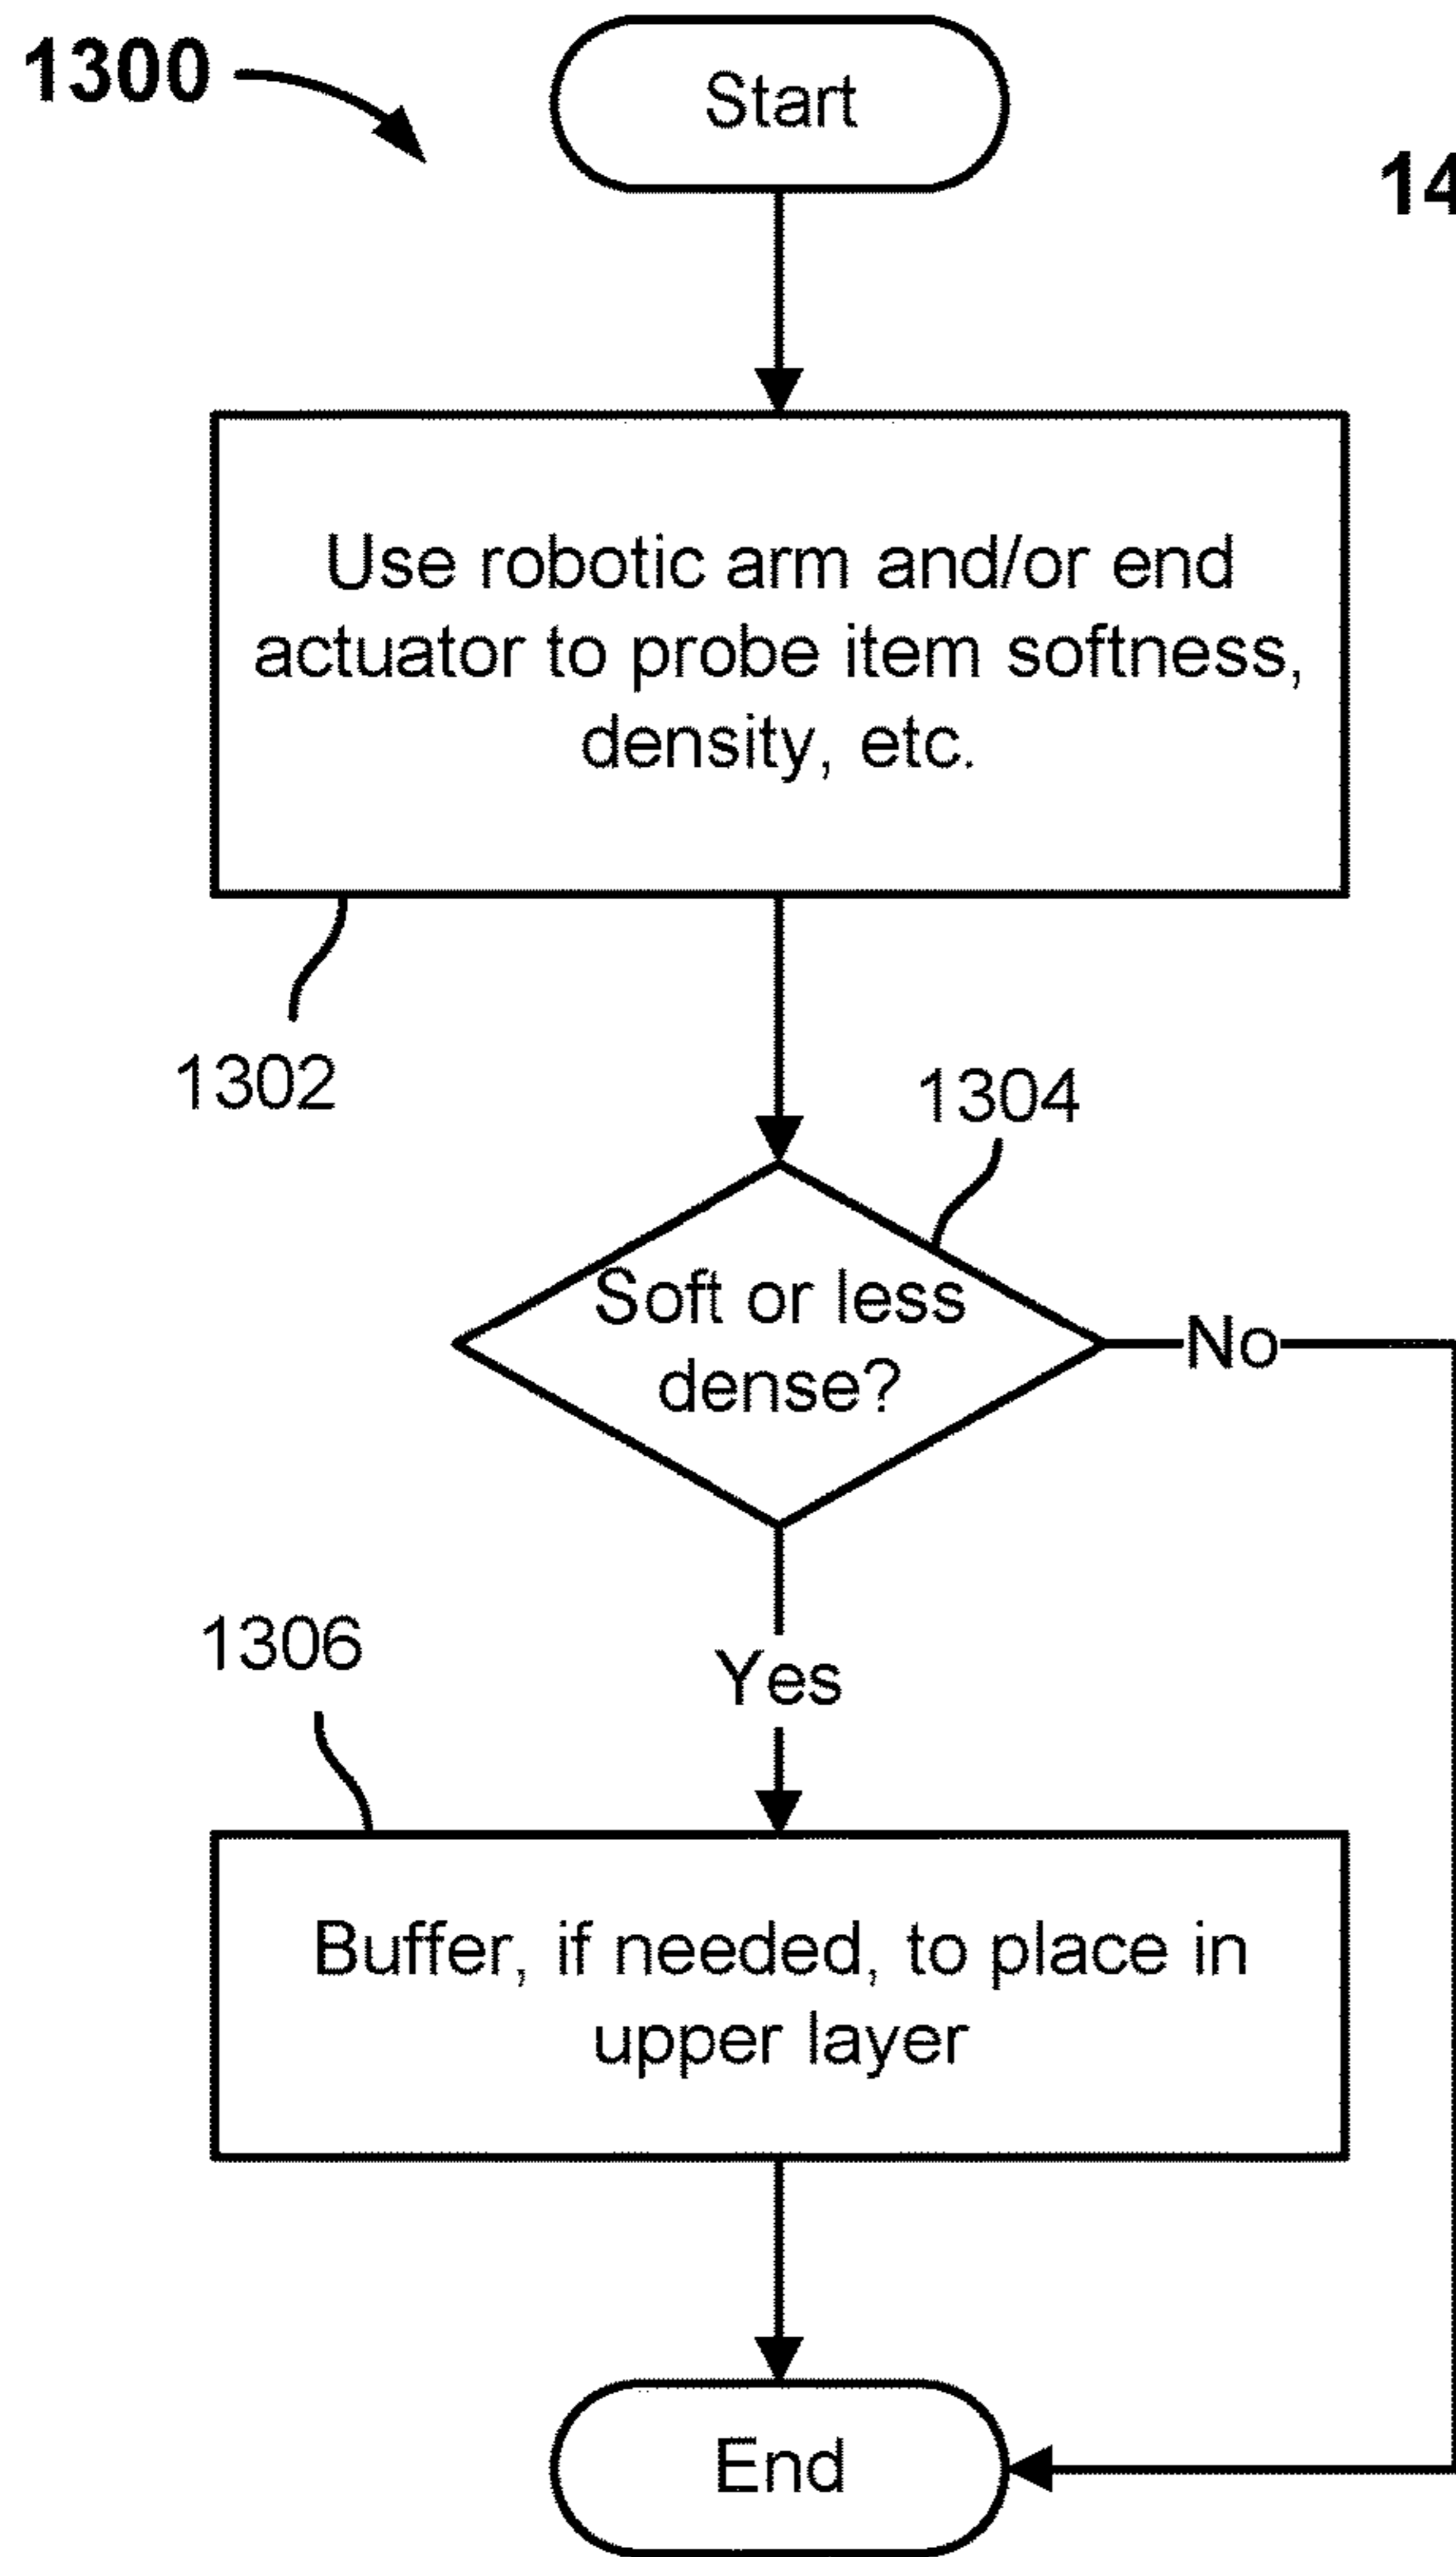 1300
Start
14
Use robotic arm and/or end
actuator to probe item softness,
density, etc.
1302
1304
Soft or less
dense?
No
Yes
1306
Buffer, if needed, to place in
upper layer
End